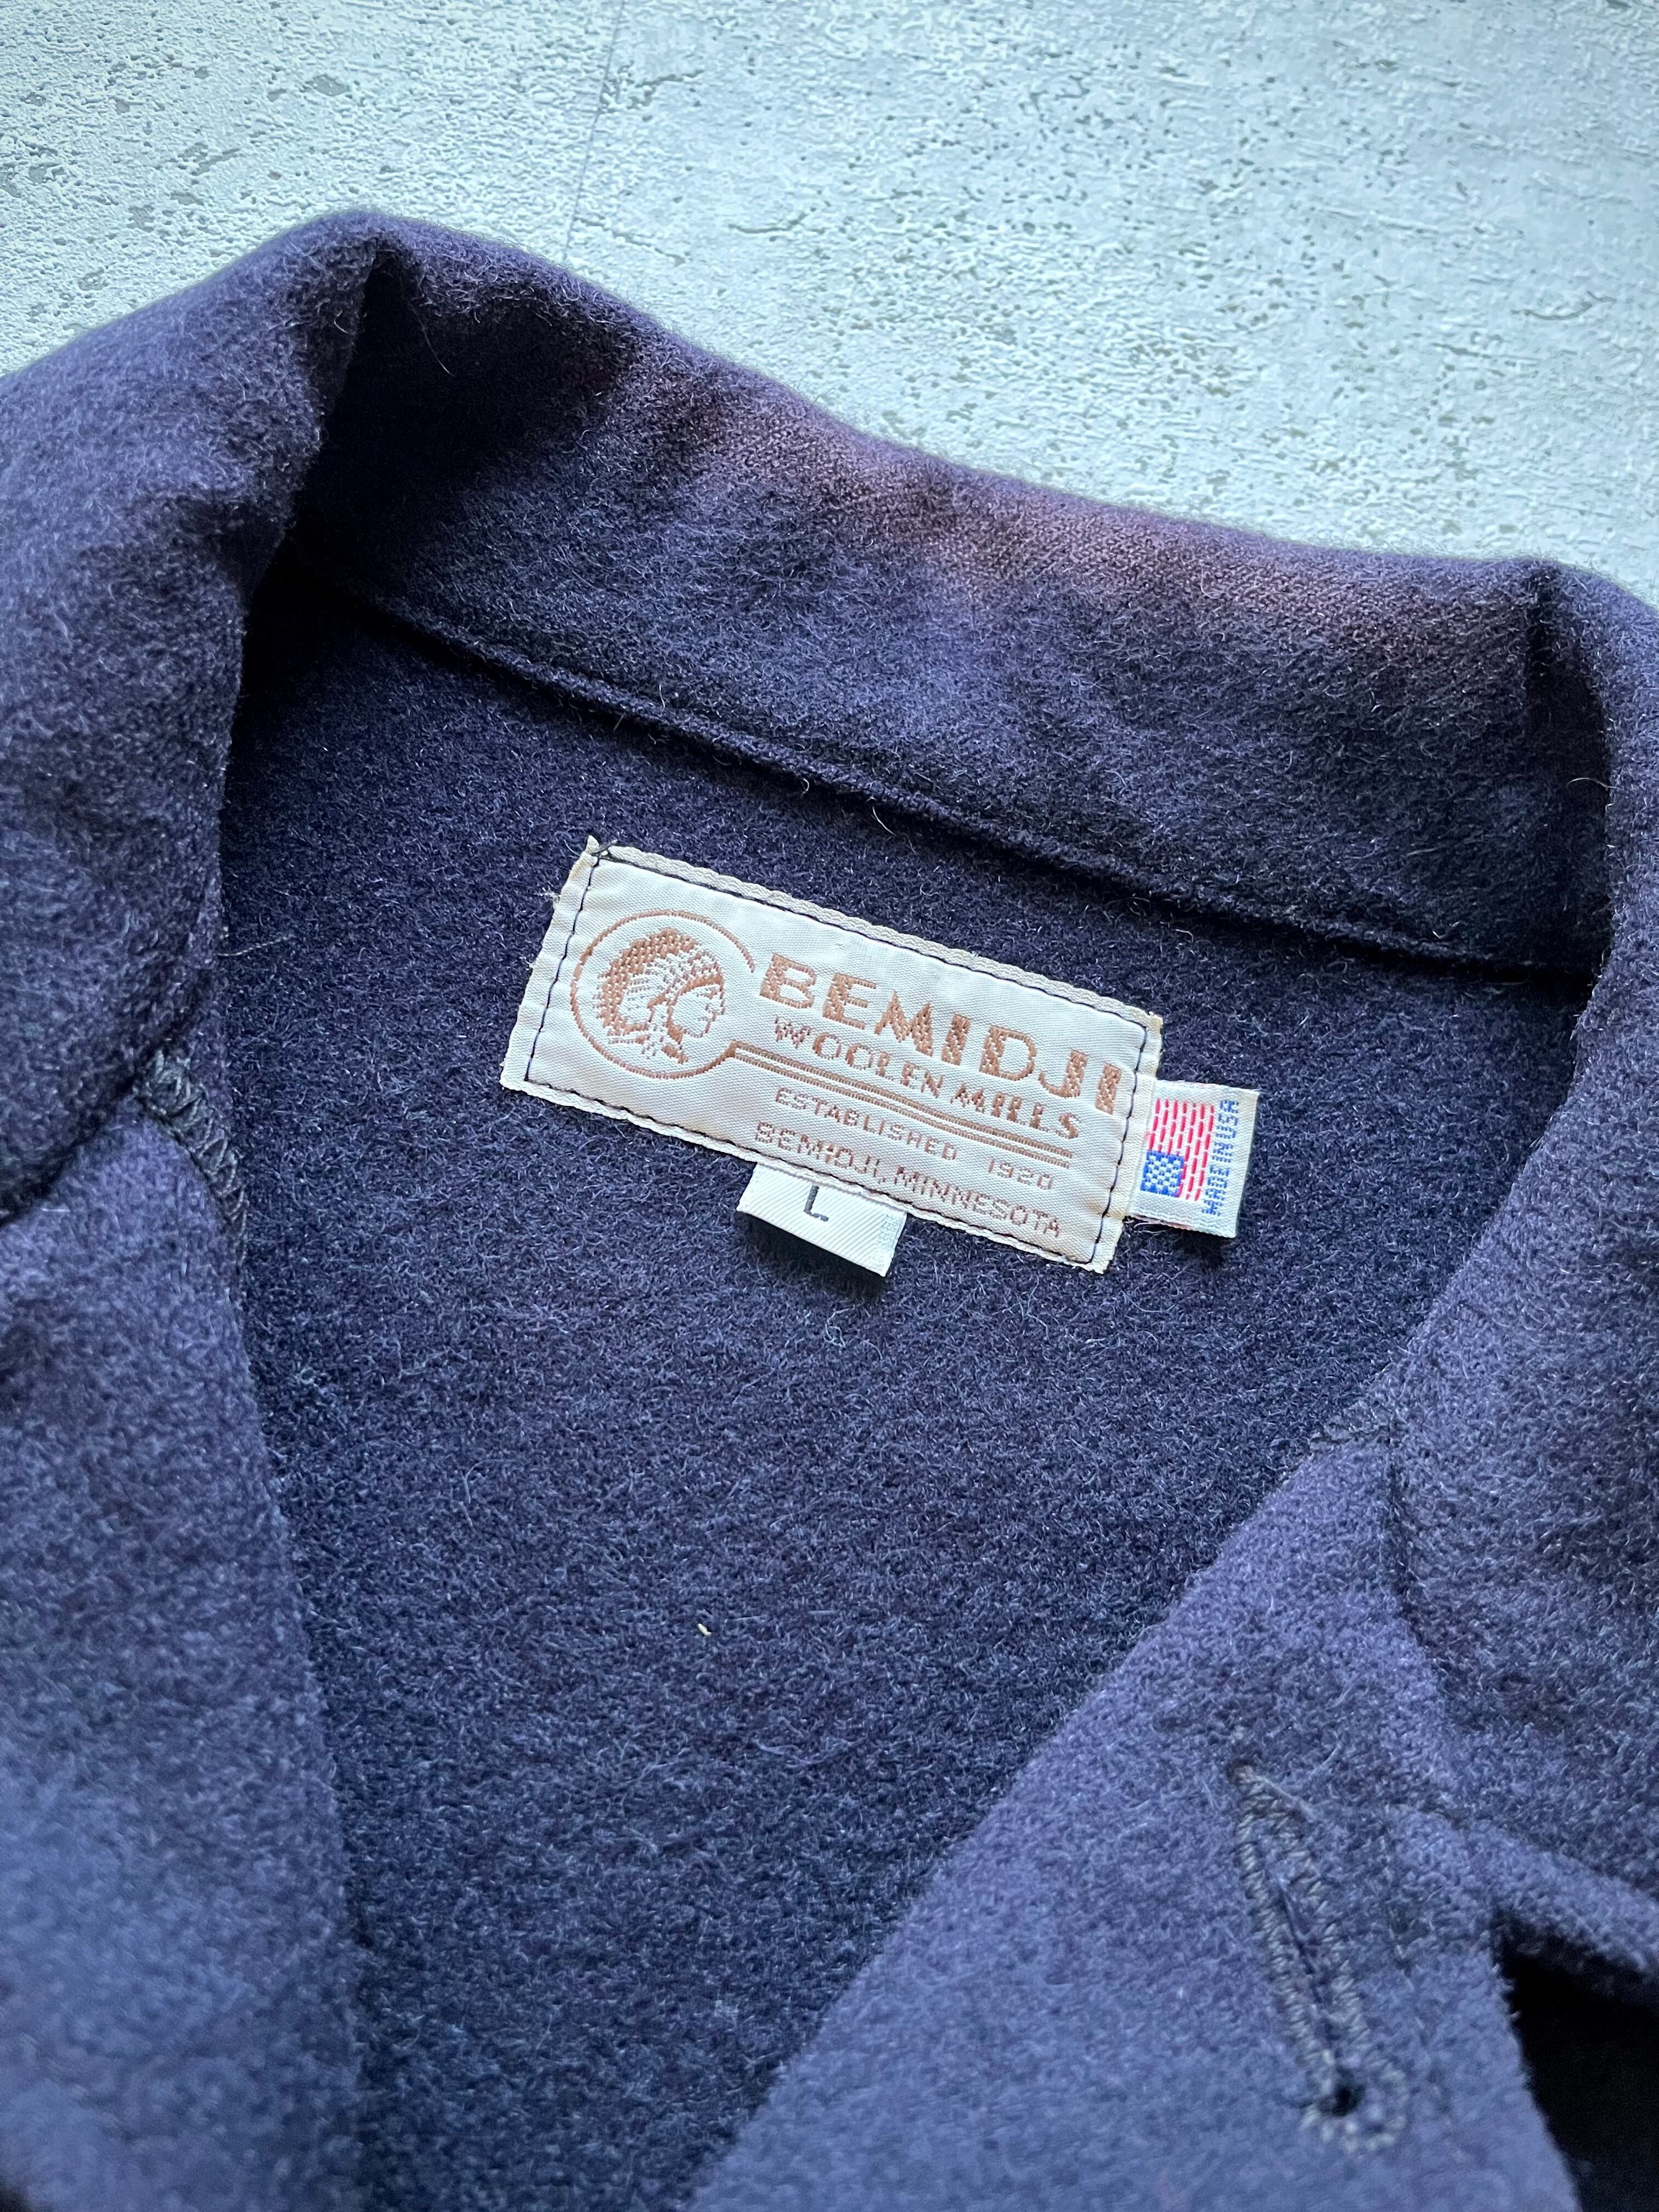 BEMIDJI
WOOLEN MILLS
ESTABLISHED 1920
BEMIDJI, MINNESOTA
L
MADE IN USA